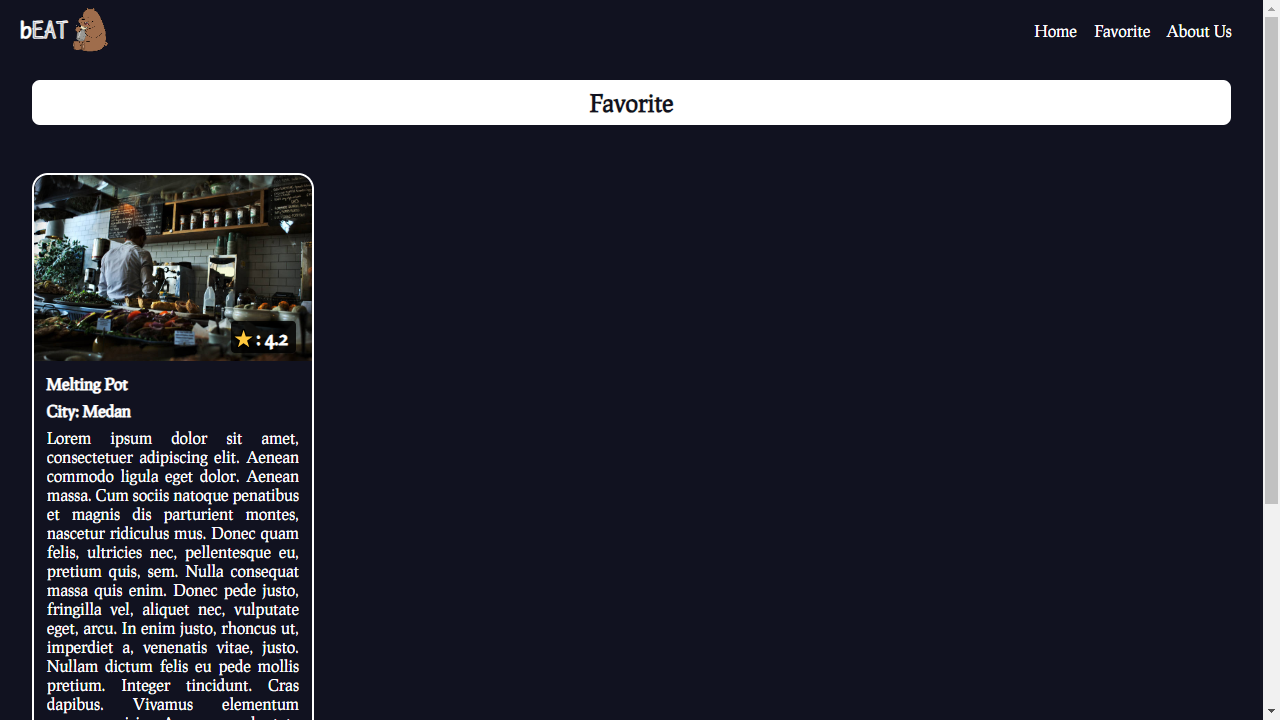 bEAT
Home Favorite About Us
Favorite
⭐ : 4.2
Melting Pot
City: Medan
Lorem ipsum dolor sit amet,
consectetuer adipiscing elit. Aenean
commodo ligula eget dolor. Aenean
massa. Cum sociis natoque penatibus
et magnis dis parturient montes,
nascetur ridiculus mus. Donec quam
felis, ultricies nec, pellentesque eu,
pretium quis, sem. Nulla consequat
massa quis enim. Donec pede justo,
fringilla vel, aliquet nec, vulputate
eget, arcu. In enim justo, rhoncus ut,
imperdiet a, venenatis vitae, justo.
Nullam dictum felis eu pede mollis
pretium. Integer tincidunt. Cras
dapibus. Vivamus elementum